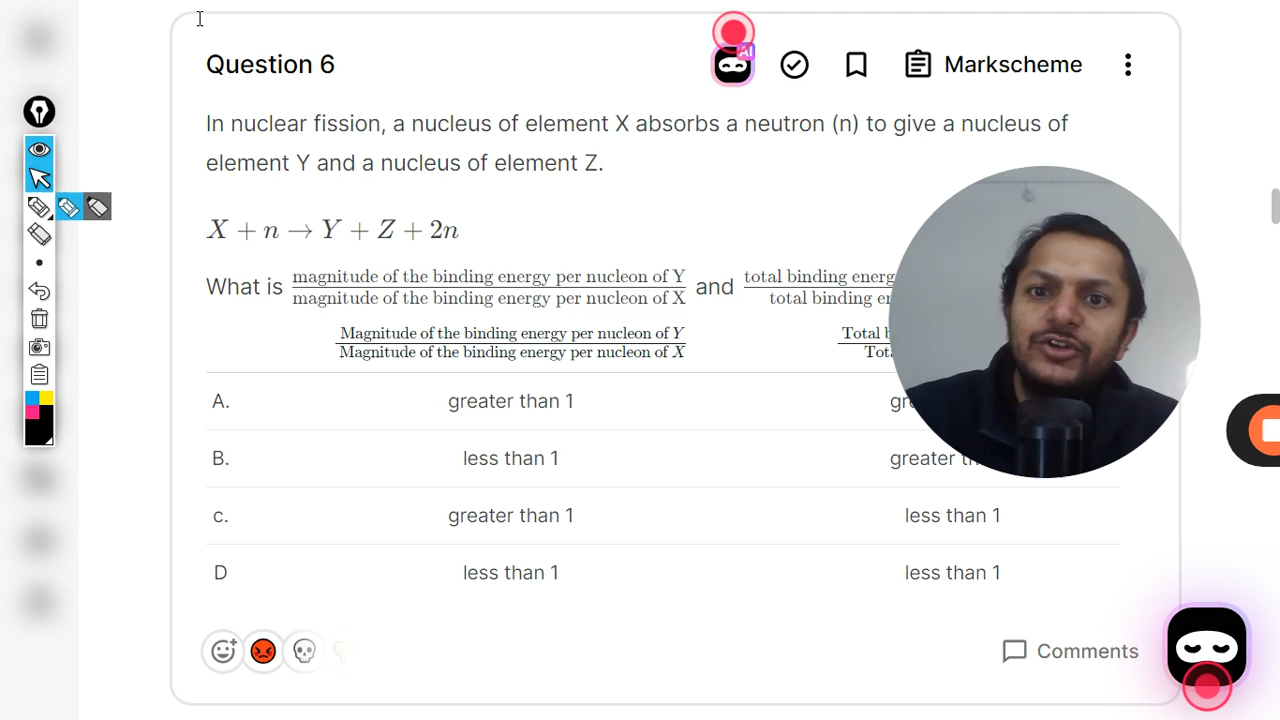 Question 6
AI
Markscheme
In nuclear fission, a nucleus of element X absorbs a neutron (n) to give a nucleus of
element Y and a nucleus of element Z.
X + n → Y + Z + 2n
What is magnitude of the binding energy per nucleon of Y / magnitude of the binding energy per nucleon of X and total binding / total binding
Magnitude of the binding energy per nucleon of Y / Magnitude of the binding energy per nucleon of X
A. greater than 1
B. less than 1 greater
c. greater than 1 less than 1
D less than 1 less than 1
Comments